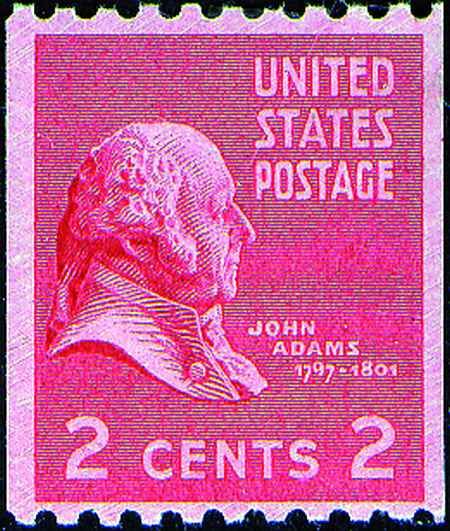 UNITED
STATES
POSTAGE
JOHN
ADAMS
1797-1801
2 CENTS 2